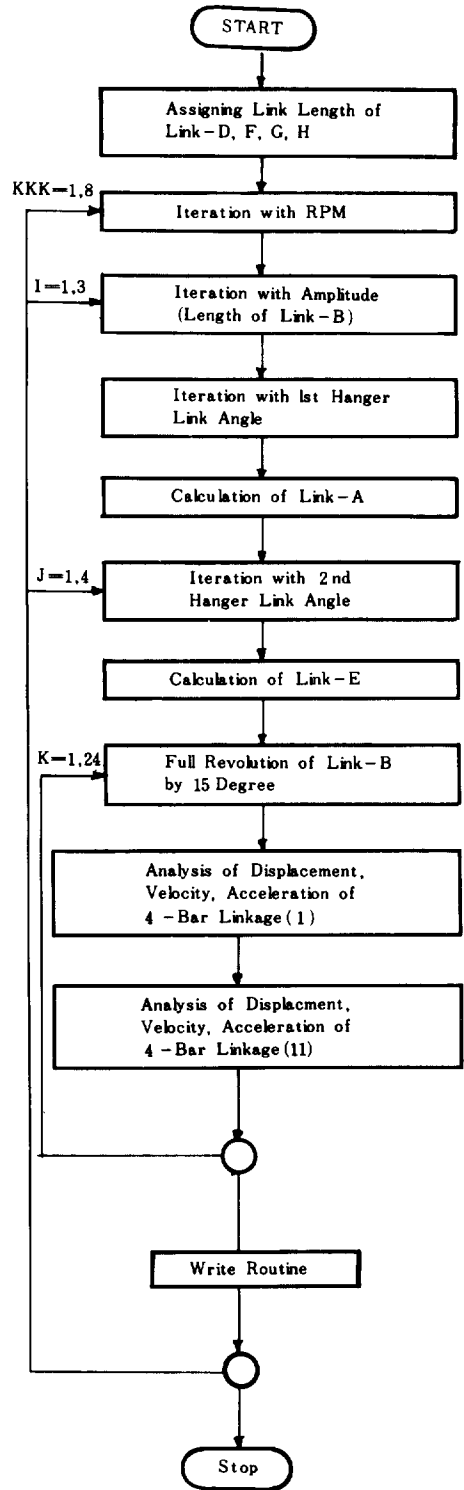 START
Assigning Link Length of
Link-D, F, G, H
KKK=1,8
Iteration with RPM
I=1,3
Iteration with Amplitude
(Length of Link-B)
Iteration with 1st Hanger
Link Angle
Calculation of Link-A
J=1,4
Iteration with 2nd
Hanger Link Angle
Calculation of Link-E
K=1,24
Full Revolution of Link-B
by 15 Degree
Analysis of Displacement,
Velocity, Acceleration of
4-Bar Linkage(1)
Analysis of Displacment,
Velocity, Acceleration of
4-Bar Linkage(11)
Write Routine
Stop